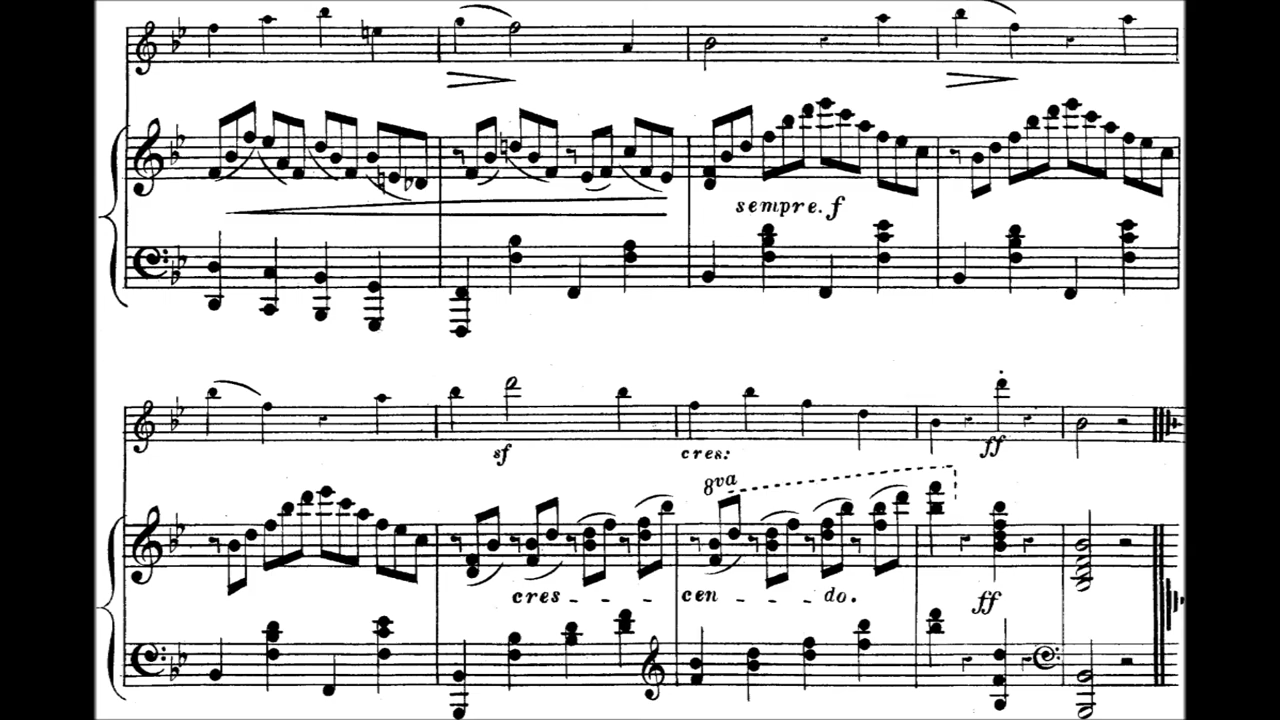 sempre. f
sf
cres:
8va
cres - - - cen - - - do.
ff
ff